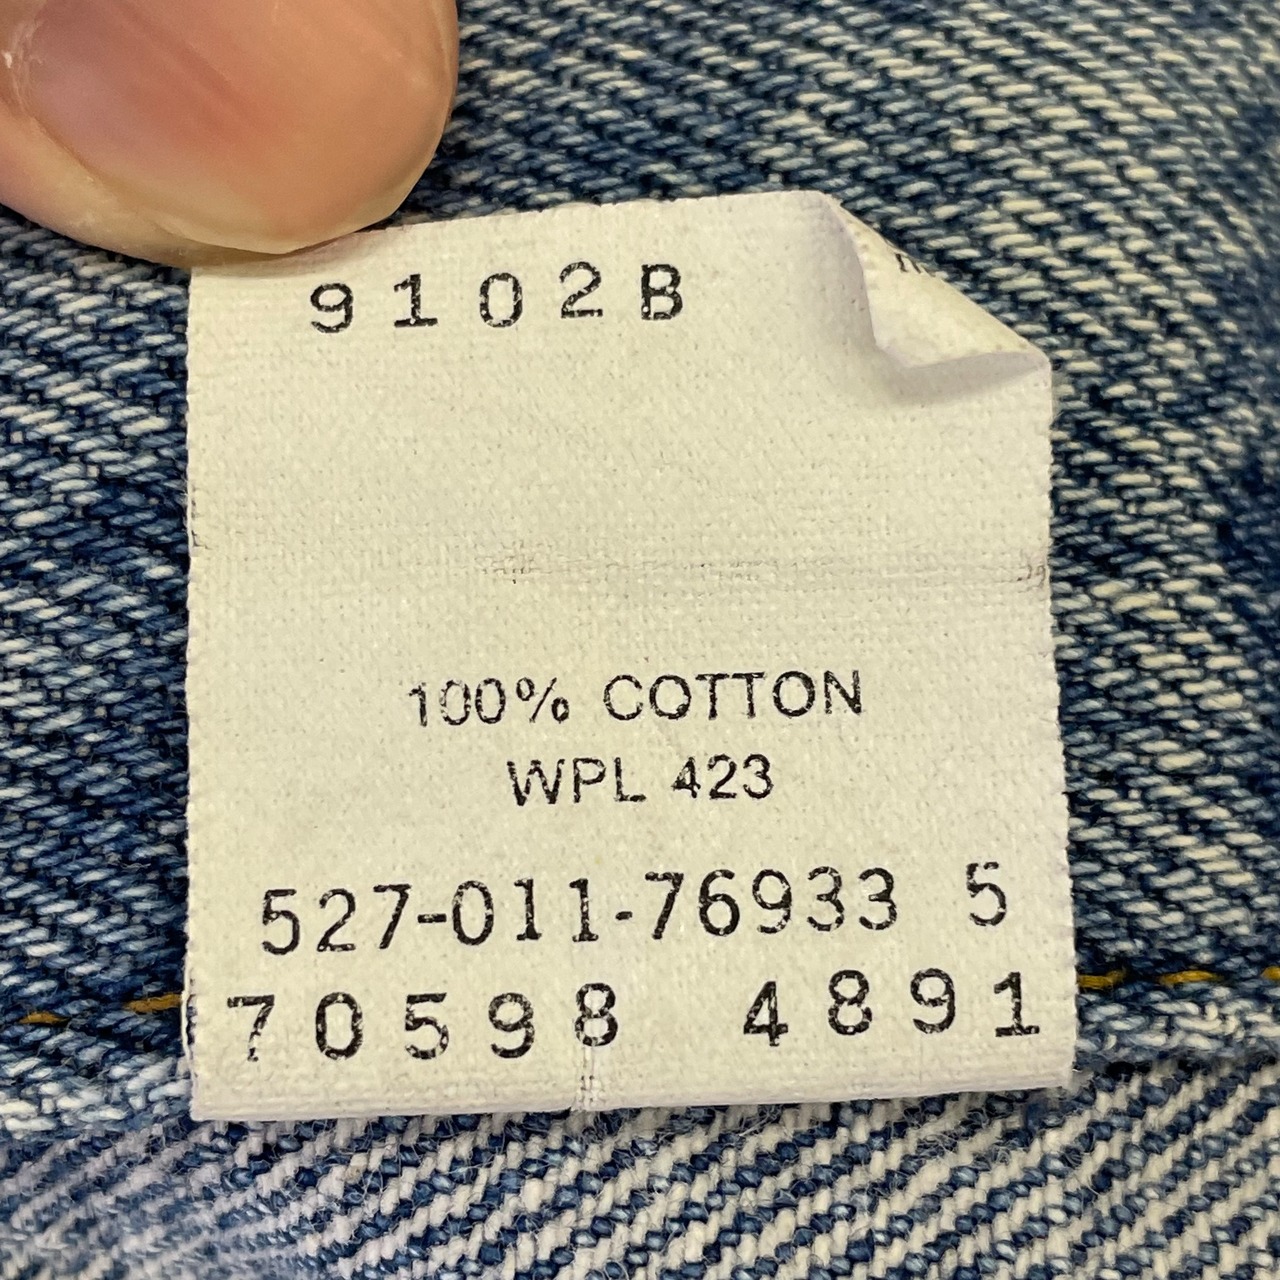 9102B
100% COTTON
WPL 423
527-011-76933 5
70598 4891